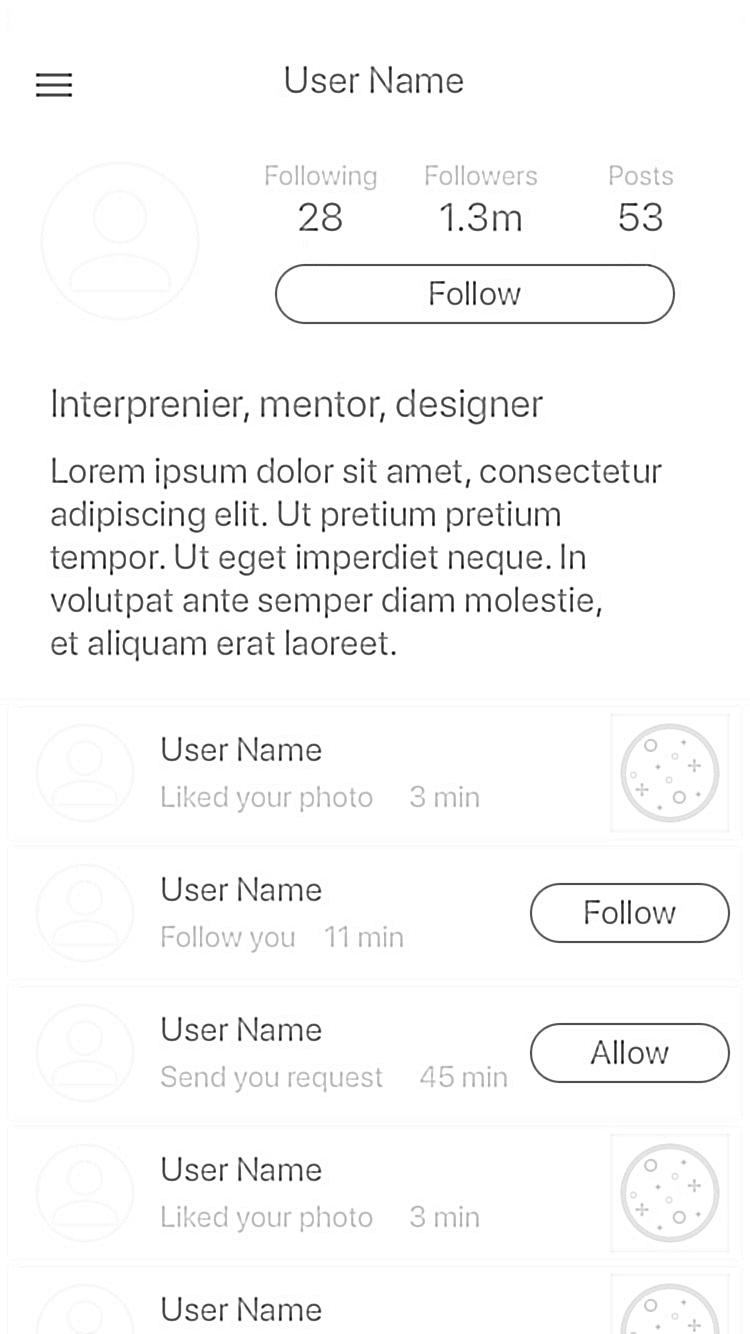 User Name
Following Followers Posts
28 1.3m 53
Follow
Interprenier, mentor, designer
Lorem ipsum dolor sit amet, consectetur
adipiscing elit. Ut pretium pretium
tempor. Ut eget imperdiet neque. In
volutpat ante semper diam molestie,
et aliquam erat laoreet.
User Name
Liked your photo 3 min
User Name
Follow you 11 min
Follow
User Name
Send you request 45 min
Allow
User Name
Liked your photo 3 min
User Name